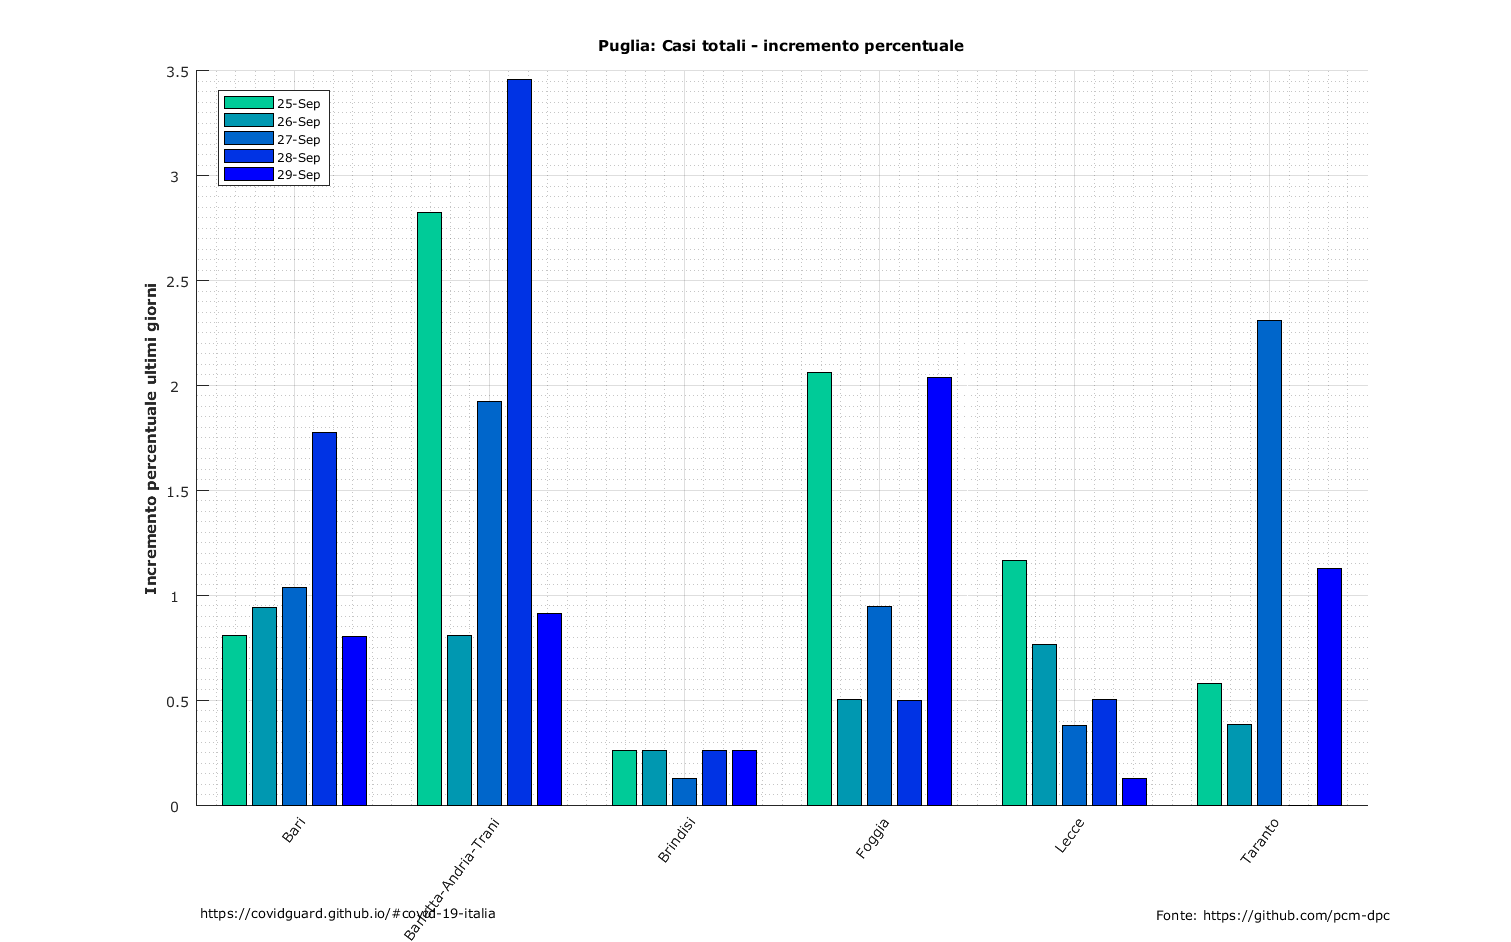 Puglia: Casi totali - incremento percentuale
3.5
3
2.5
2
1.5
1
0.5
0
Incremento percentuale ultimi giorni
25-Sep
26-Sep
27-Sep
28-Sep
29-Sep
Bari
Barletta-Andria-Trani
Brindisi
Foggia
Lecce
Taranto
https://covidguard.github.io/#covid-19-italia
Fonte: https://github.com/pcm-dpc